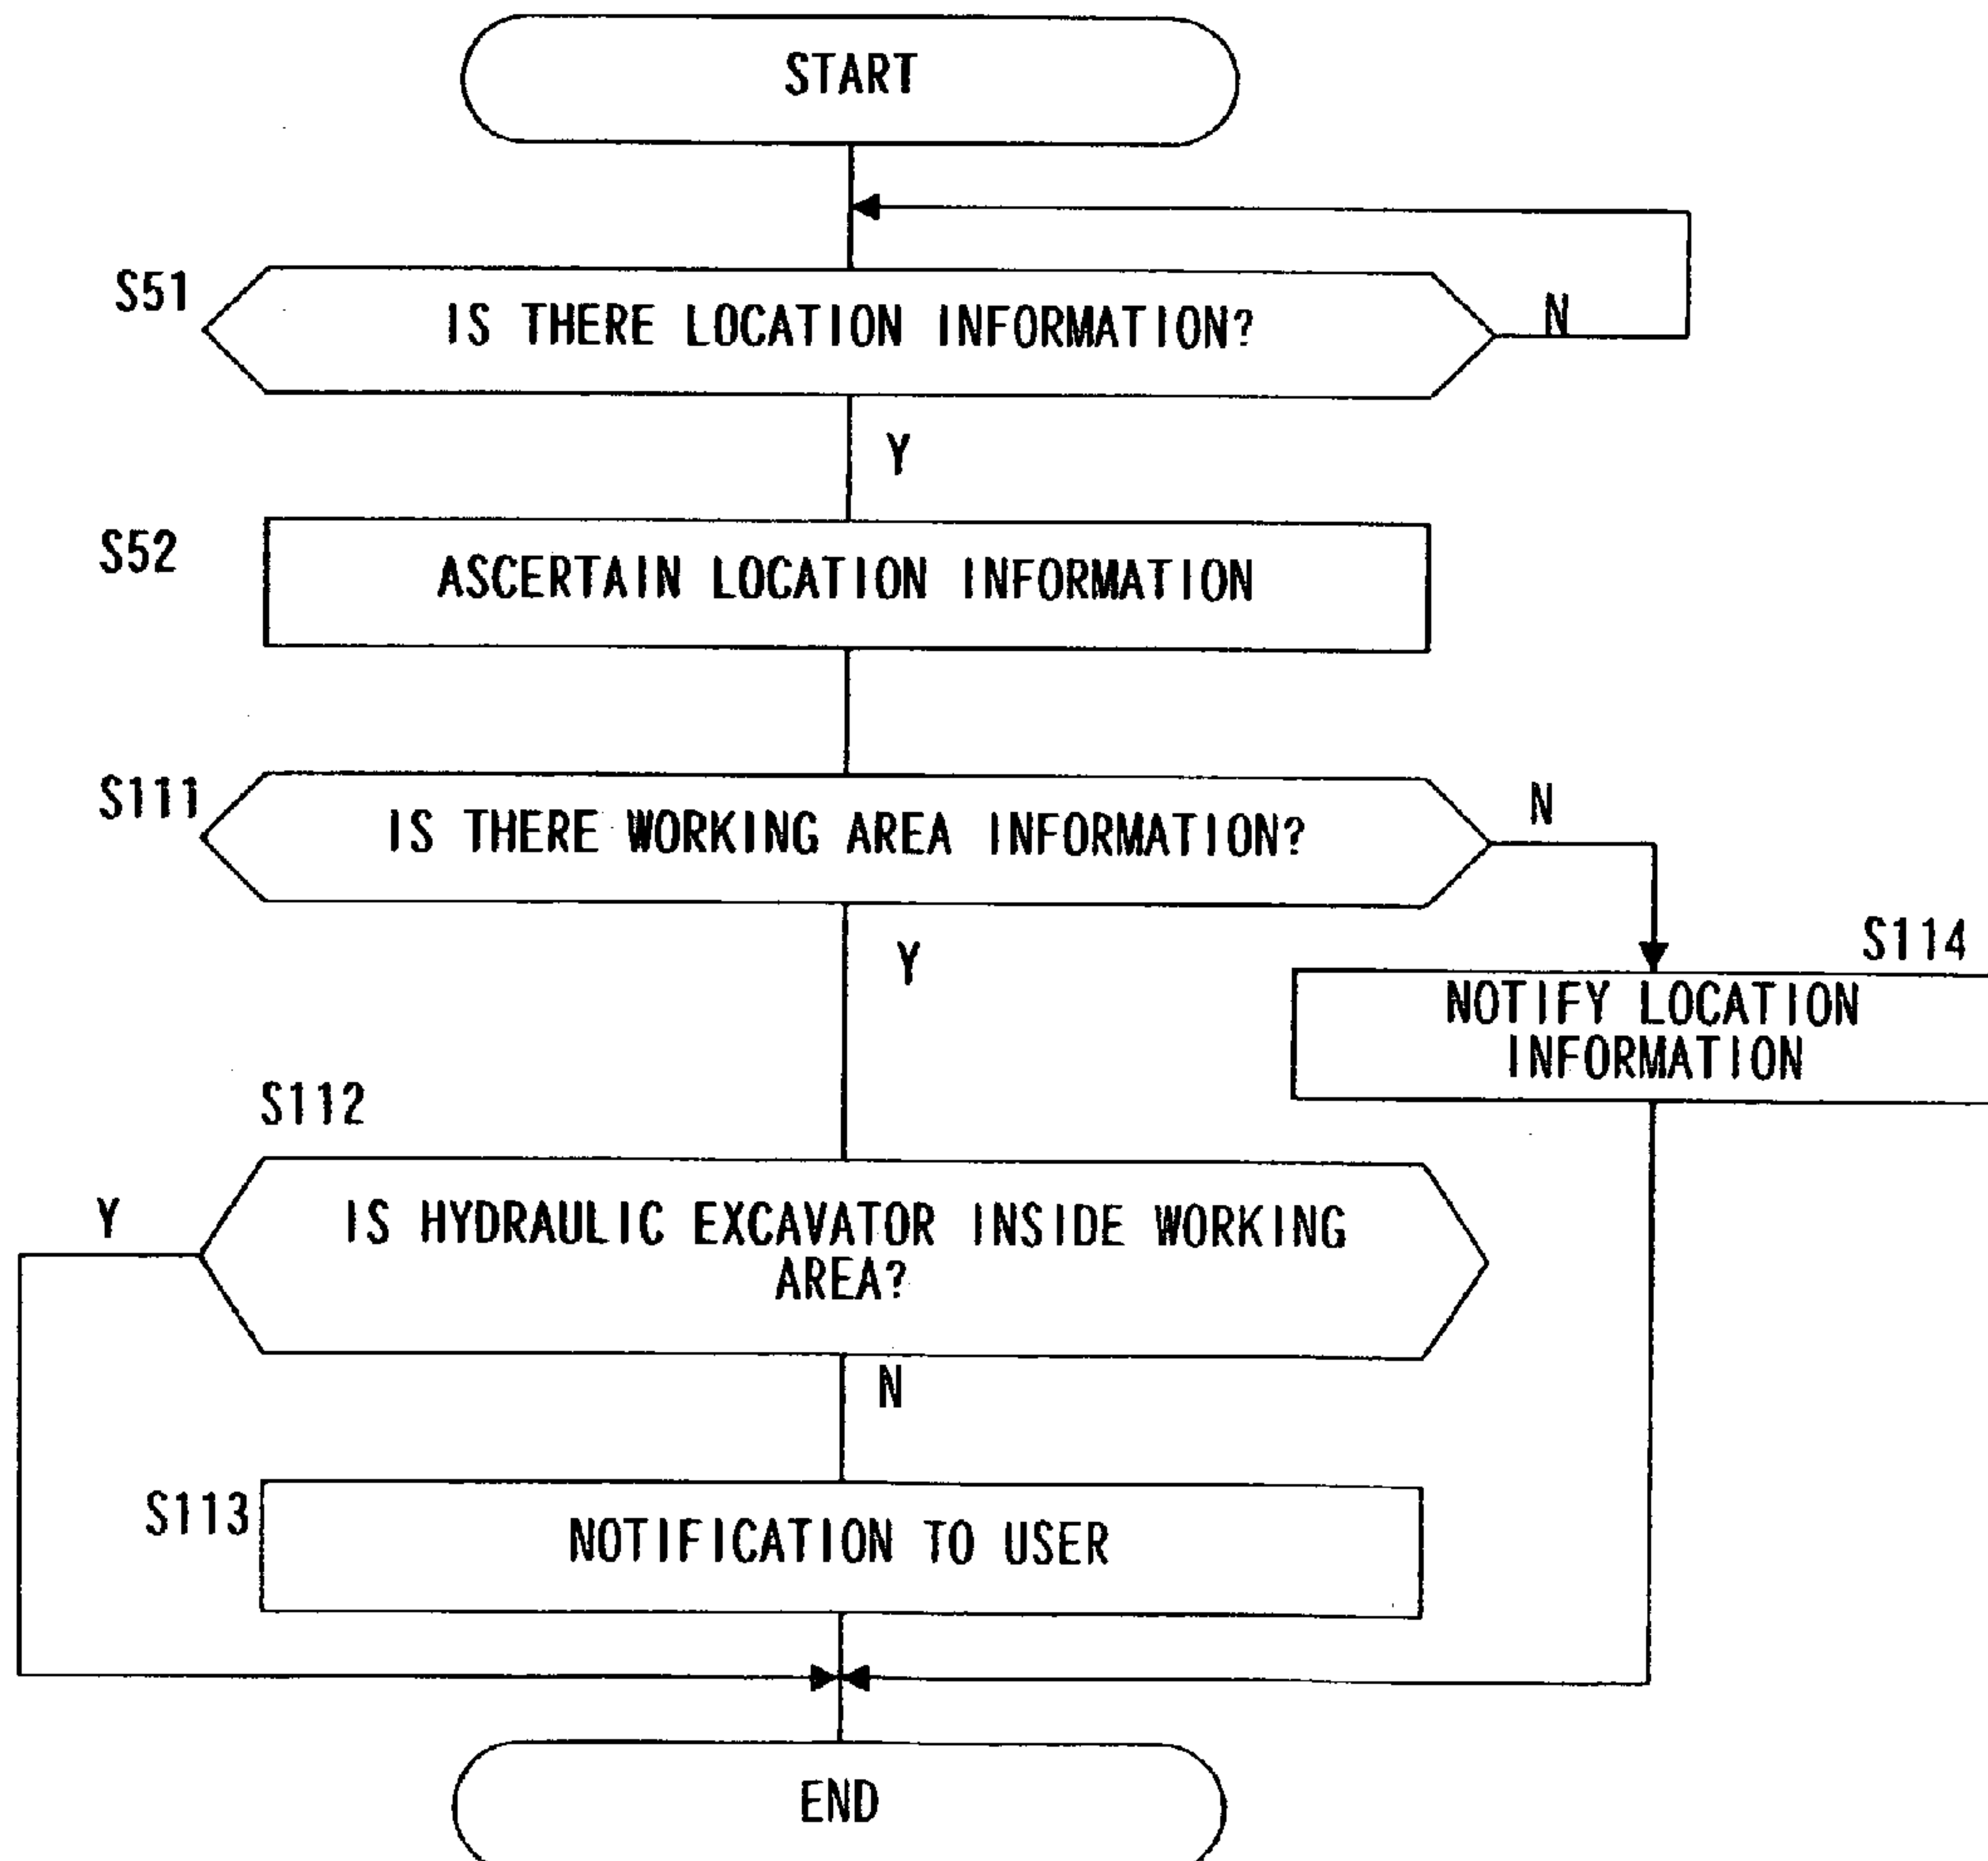 START
S51
IS THERE LOCATION INFORMATION?
N
Y
S52
ASCERTAIN LOCATION INFORMATION
S111
IS THERE WORKING AREA INFORMATION?
N
Y
S114
NOTIFY LOCATION
INFORMATION
S112
Y
IS HYDRAULIC EXCAVATOR INSIDE WORKING
AREA?
N
S113
NOTIFICATION TO USER
END